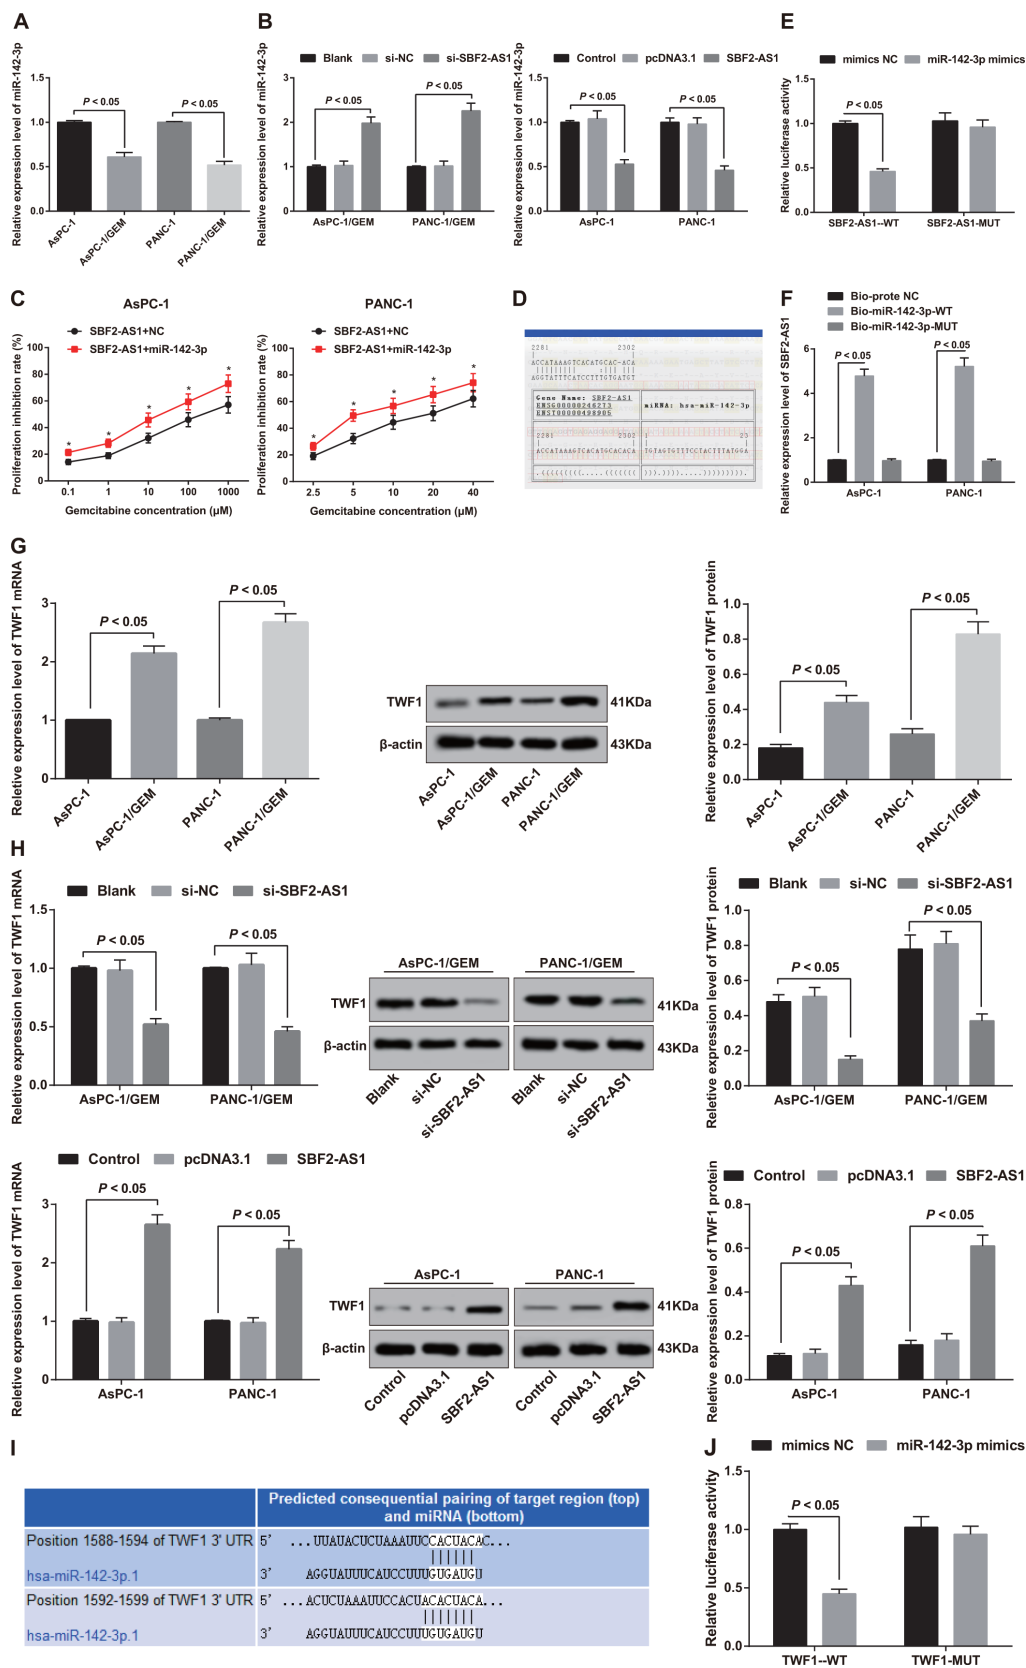 A
Relative expression level of miR-142-3p
1.5
1.0
0.5
0.0
P < 0.05
P < 0.05
AsPC-1
AsPC-1/GEM
PANC-1
PANC-1/GEM
B
Blank si-NC si-SBF2-AS1
Relative expression level of miR-142-3p
3
2
1
0
P < 0.05
P < 0.05
AsPC-1/GEM PANC-1/GEM
Control pcDNA3.1 SBF2-AS1
Relative expression level of miR-142-3p
1.5
1.0
0.5
0.0
P < 0.05
P < 0.05
AsPC-1 PANC-1
E
mimics NC miR-142-3p mimics
Relative luciferase activity
1.5
1.0
0.5
0.0
P < 0.05
SBF2-AS1--WT SBF2-AS1-MUT
C
AsPC-1
SBF2-AS1+NC
SBF2-AS1+miR-142-3p
Proliferation inhibition rate (%)
100
80
60
40
20
0
* * * * *
0.1 1 10 100 1000
Gemcitabine concentration (μM)
PANC-1
SBF2-AS1+NC
SBF2-AS1+miR-142-3p
Proliferation inhibition rate (%)
100
80
60
40
20
0
* * * * *
2.5 5 10 20 40
Gemcitabine concentration (μM)
D
2281 2302
ACCATAAAGTCACATGCAC-ACA
AGGTATTTCATCCTTTGTGATGT
Gene Name: SBF2-AS1
ENSG00000246273
ENST00000498905
miRNA: hsa-miR-142-3p
2281 2302
1 23
ACCATAAAGTCACATGCACACA
TGTAGTGTTTCCTACTTTATGGA
F
Bio-prote NC
Bio-miR-142-3p-WT
Bio-miR-142-3p-MUT
Relative expression level of SBF2-AS1
6
4
2
0
P < 0.05
P < 0.05
AsPC-1 PANC-1
G
Reletive expression level of TWF1 mRNA
3
2
1
0
P < 0.05
P < 0.05
AsPC-1
AsPC-1/GEM
PANC-1
PANC-1/GEM
TWF1 41KDa
β-actin 43KDa
AsPC-1
AsPC-1/GEM
PANC-1
PANC-1/GEM
Reletive expression level of TWF1 protein
1.0
0.8
0.6
0.4
0.2
0.0
P < 0.05
P < 0.05
AsPC-1
AsPC-1/GEM
PANC-1
PANC-1/GEM
H
Blank si-NC si-SBF2-AS1
Reletive expression level of TWF1 mRNA
1.5
1.0
0.5
0.0
P < 0.05
P < 0.05
AsPC-1/GEM PANC-1/GEM
AsPC-1/GEM PANC-1/GEM
TWF1 41KDa
β-actin 43KDa
Blank
si-NC
si-SBF2-AS1
Blank
si-NC
si-SBF2-AS1
Blank si-NC si-SBF2-AS1
Reletive expression level of TWF1 protein
0.8
0.6
0.4
0.2
0.0
P < 0.05
P < 0.05
AsPC-1/GEM PANC-1/GEM
Control pcDNA3.1 SBF2-AS1
Reletive expression level of TWF1 mRNA
3
2
1
0
P < 0.05
P < 0.05
AsPC-1 PANC-1
AsPC-1 PANC-1
TWF1 41KDa
β-actin 43KDa
Control
pcDNA3.1
SBF2-AS1
Control
pcDNA3.1
SBF2-AS1
Control pcDNA3.1 SBF2-AS1
Reletive expression level of TWF1 protein
0.8
0.6
0.4
0.2
0.0
P < 0.05
P < 0.05
AsPC-1 PANC-1
I
Predicted consequential pairing of target region (top)
and miRNA (bottom)
Position 1588-1594 of TWF1 3' UTR 5' ...UUAUACUCUAAAUUCCACUACAC...
hsa-miR-142-3p.1 3' AGGUAUUUCAUCCUUUGUGAUGU
Position 1592-1599 of TWF1 3' UTR 5' ...ACUCUAAAUUCCACUACACUACA...
hsa-miR-142-3p.1 3' AGGUAUUUCAUCCUUUGUGAUGU
J
mimics NC miR-142-3p mimics
Relative luciferase activity
1.5
1.0
0.5
0.0
P < 0.05
TWF1--WT TWF1-MUT